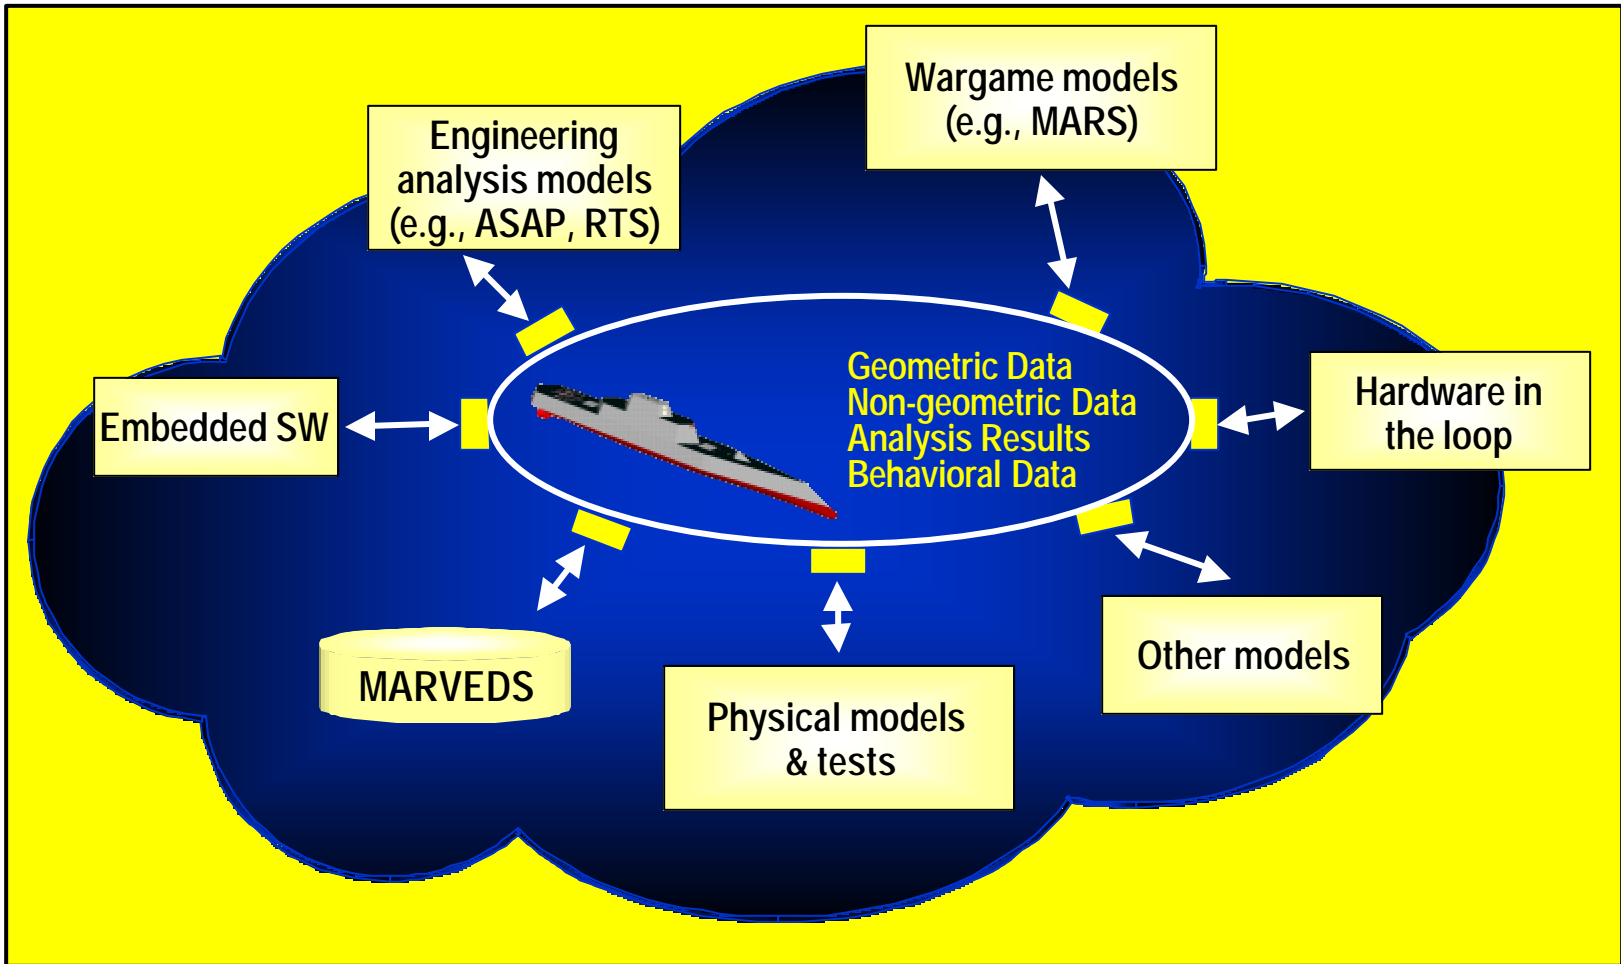 Wargame models
(e.g., MARS)
Engineering
analysis models
(e.g., ASAP, RTS)
Geometric Data
Non-geometric Data
Analysis Results
Behavioral Data
Hardware in
the loop
Embedded SW
Other models
MARVEDS
Physical models
& tests